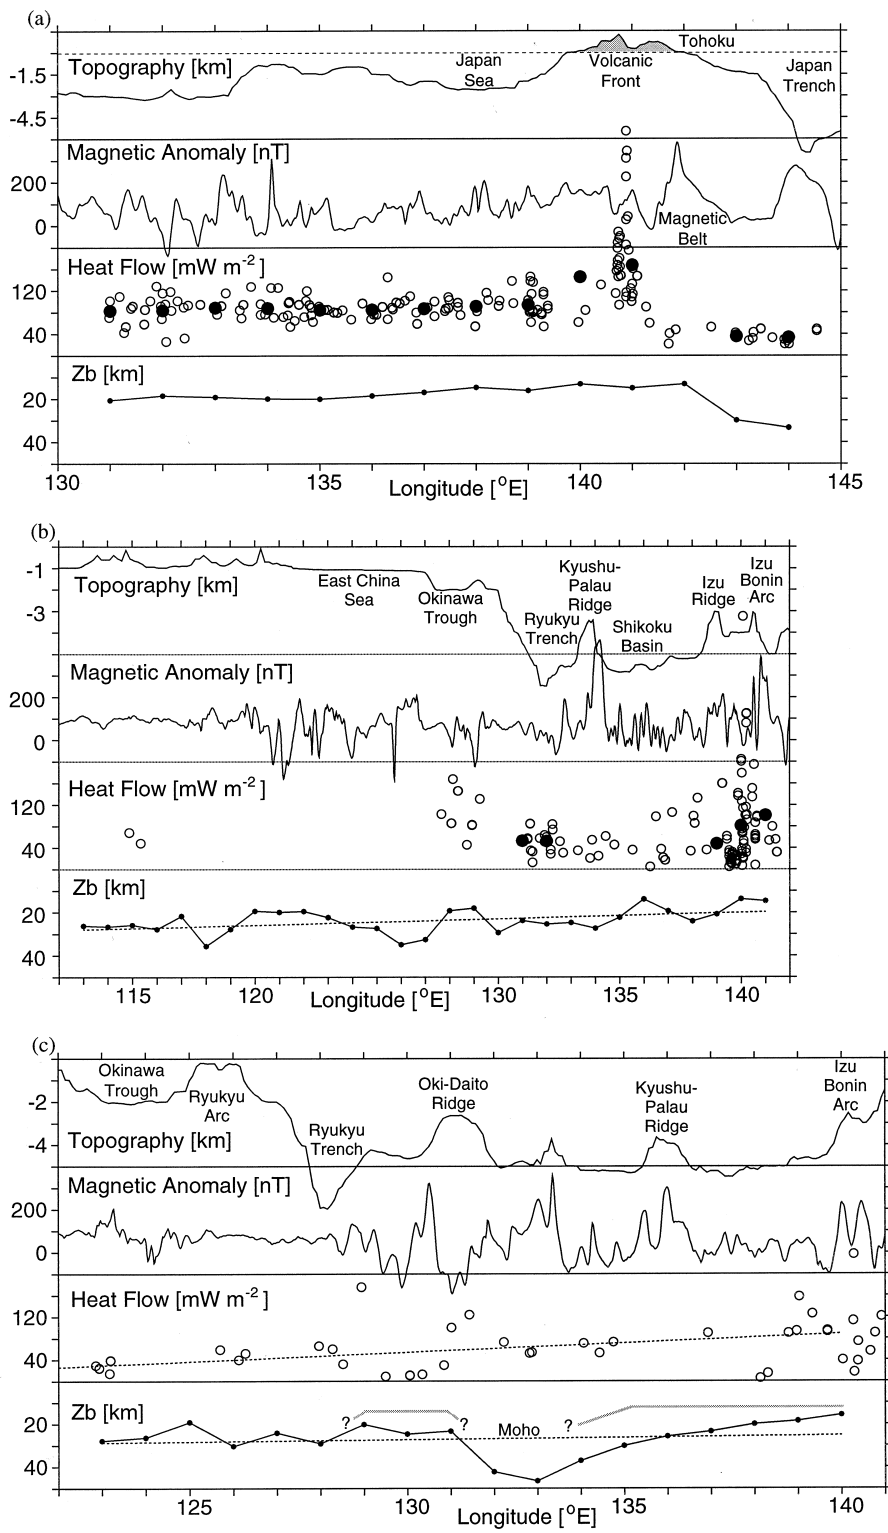 (a)
Tohoku
Topography [km]
Japan
Sea
Volcanic
Front
Japan
Trench
-1.5
-4.5
Magnetic Anomaly [nT]
200
0
Magnetic
Belt
Heat Flow [mW m-2]
120
40
Zb [km]
20
40
130
135
140
145
Longitude [oE]
(b)
-1
-3
Topography [km]
East China
Sea
Okinawa
Trough
Ryukyu
Trench
Kyushu-
Palau
Ridge
Shikoku
Basin
Izu
Ridge
Izu
Bonin
Arc
Magnetic Anomaly [nT]
200
0
Heat Flow [mW m-2]
120
40
Zb [km]
20
40
115
120
130
135
140
Longitude [oE]
(c)
Okinawa
Trough
Ryukyu
Arc
Ryukyu
Trench
Oki-Daito
Ridge
Kyushu-
Palau
Ridge
Izu
Bonin
Arc
-2
-4
Topography [km]
Magnetic Anomaly [nT]
200
0
Heat Flow [mW m-2]
120
40
Zb [km]
20
40
?
?
Moho
?
125
130
135
140
Longitude [oE]